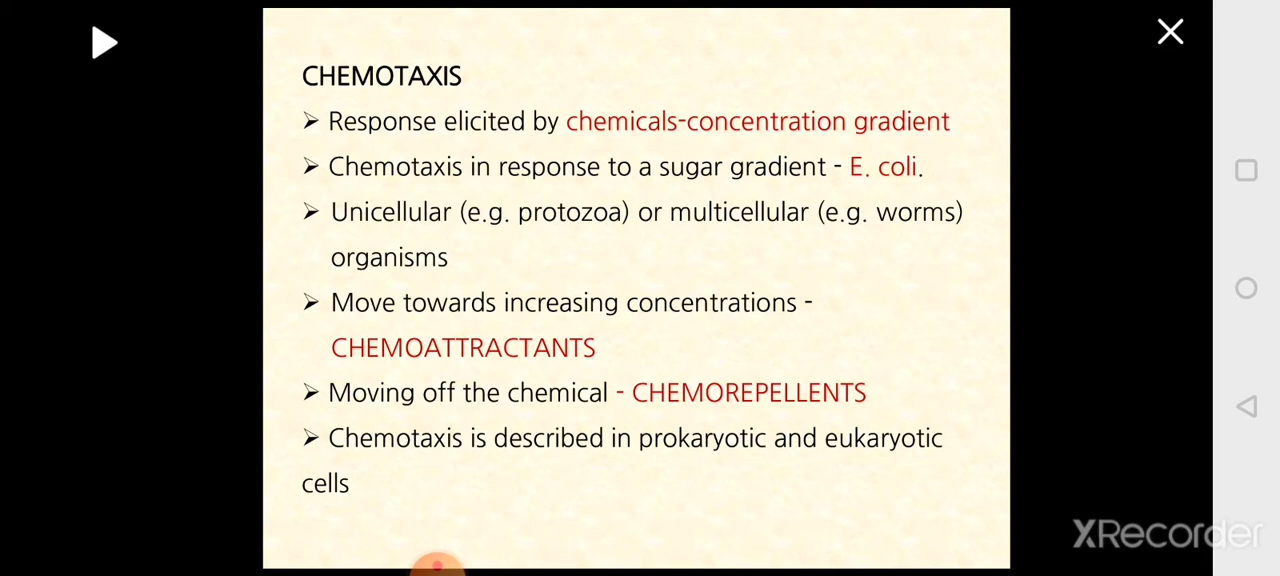 CHEMOTAXIS
➢ Response elicited by chemicals-concentration gradient
➢ Chemotaxis in response to a sugar gradient - E. coli.
➢ Unicellular (e.g. protozoa) or multicellular (e.g. worms)
organisms
➢ Move towards increasing concentrations -
CHEMOATTRACTANTS
➢ Moving off the chemical - CHEMOREPELLENTS
➢ Chemotaxis is described in prokaryotic and eukaryotic
cells
XRecorder